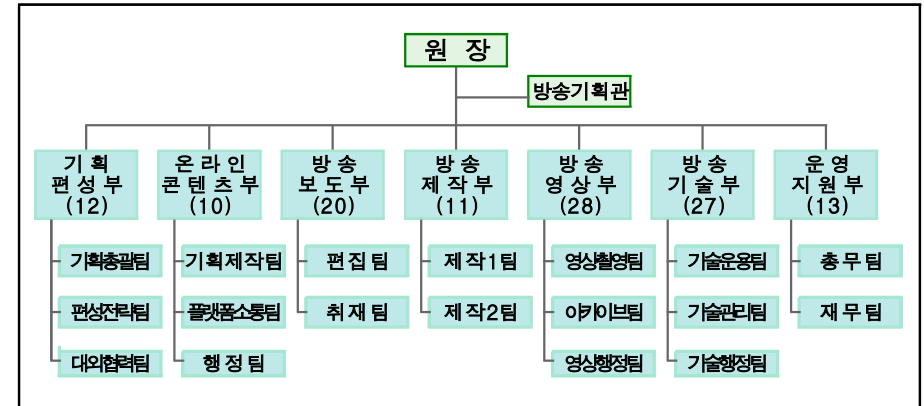 원 장
방송기획관
기 획
편 성 부
(12)
온 라 인
콘 텐 츠 부
(10)
방 송
보 도 부
(20)
방 송
제 작 부
(11)
방 송
영 상 부
(28)
방 송
기 술 부
(27)
운 영
지 원 부
(13)
기획총괄팀
편성전략팀
대외협력팀
기획제작팀
플랫폼소통팀
행 정 팀
편 집 팀
취 재 팀
제 작 1 팀
제 작 2 팀
영상촬영팀
아카이브팀
영상행정팀
기술운용팀
기술관리팀
기술행정팀
총 무 팀
재 무 팀